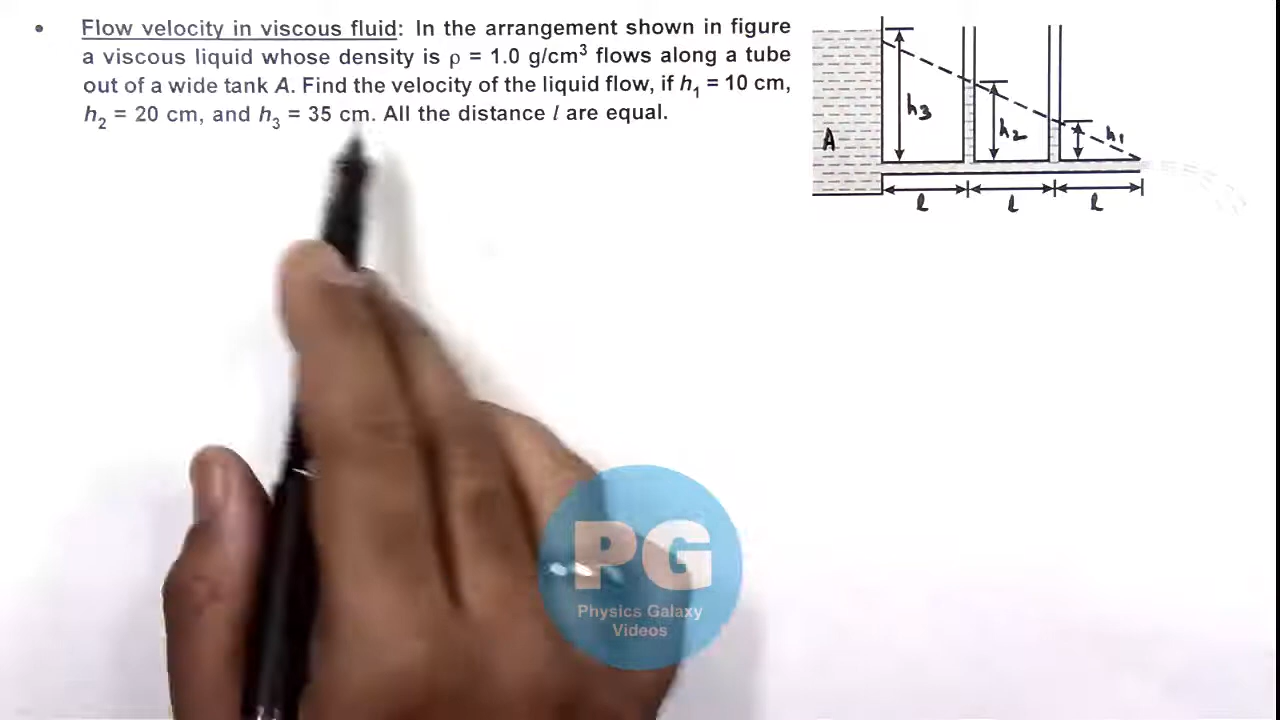 • Flow velocity in viscous fluid: In the arrangement shown in figure
a viscous liquid whose density is ρ = 1.0 g/cm³ flows along a tube
out of a wide tank A. Find the velocity of the liquid flow, if h₁ = 10 cm,
h₂ = 20 cm, and h₃ = 35 cm. All the distance l are equal.
h₃
h₂
h₁
A
l
l
l
PG
Physics Galaxy
Videos